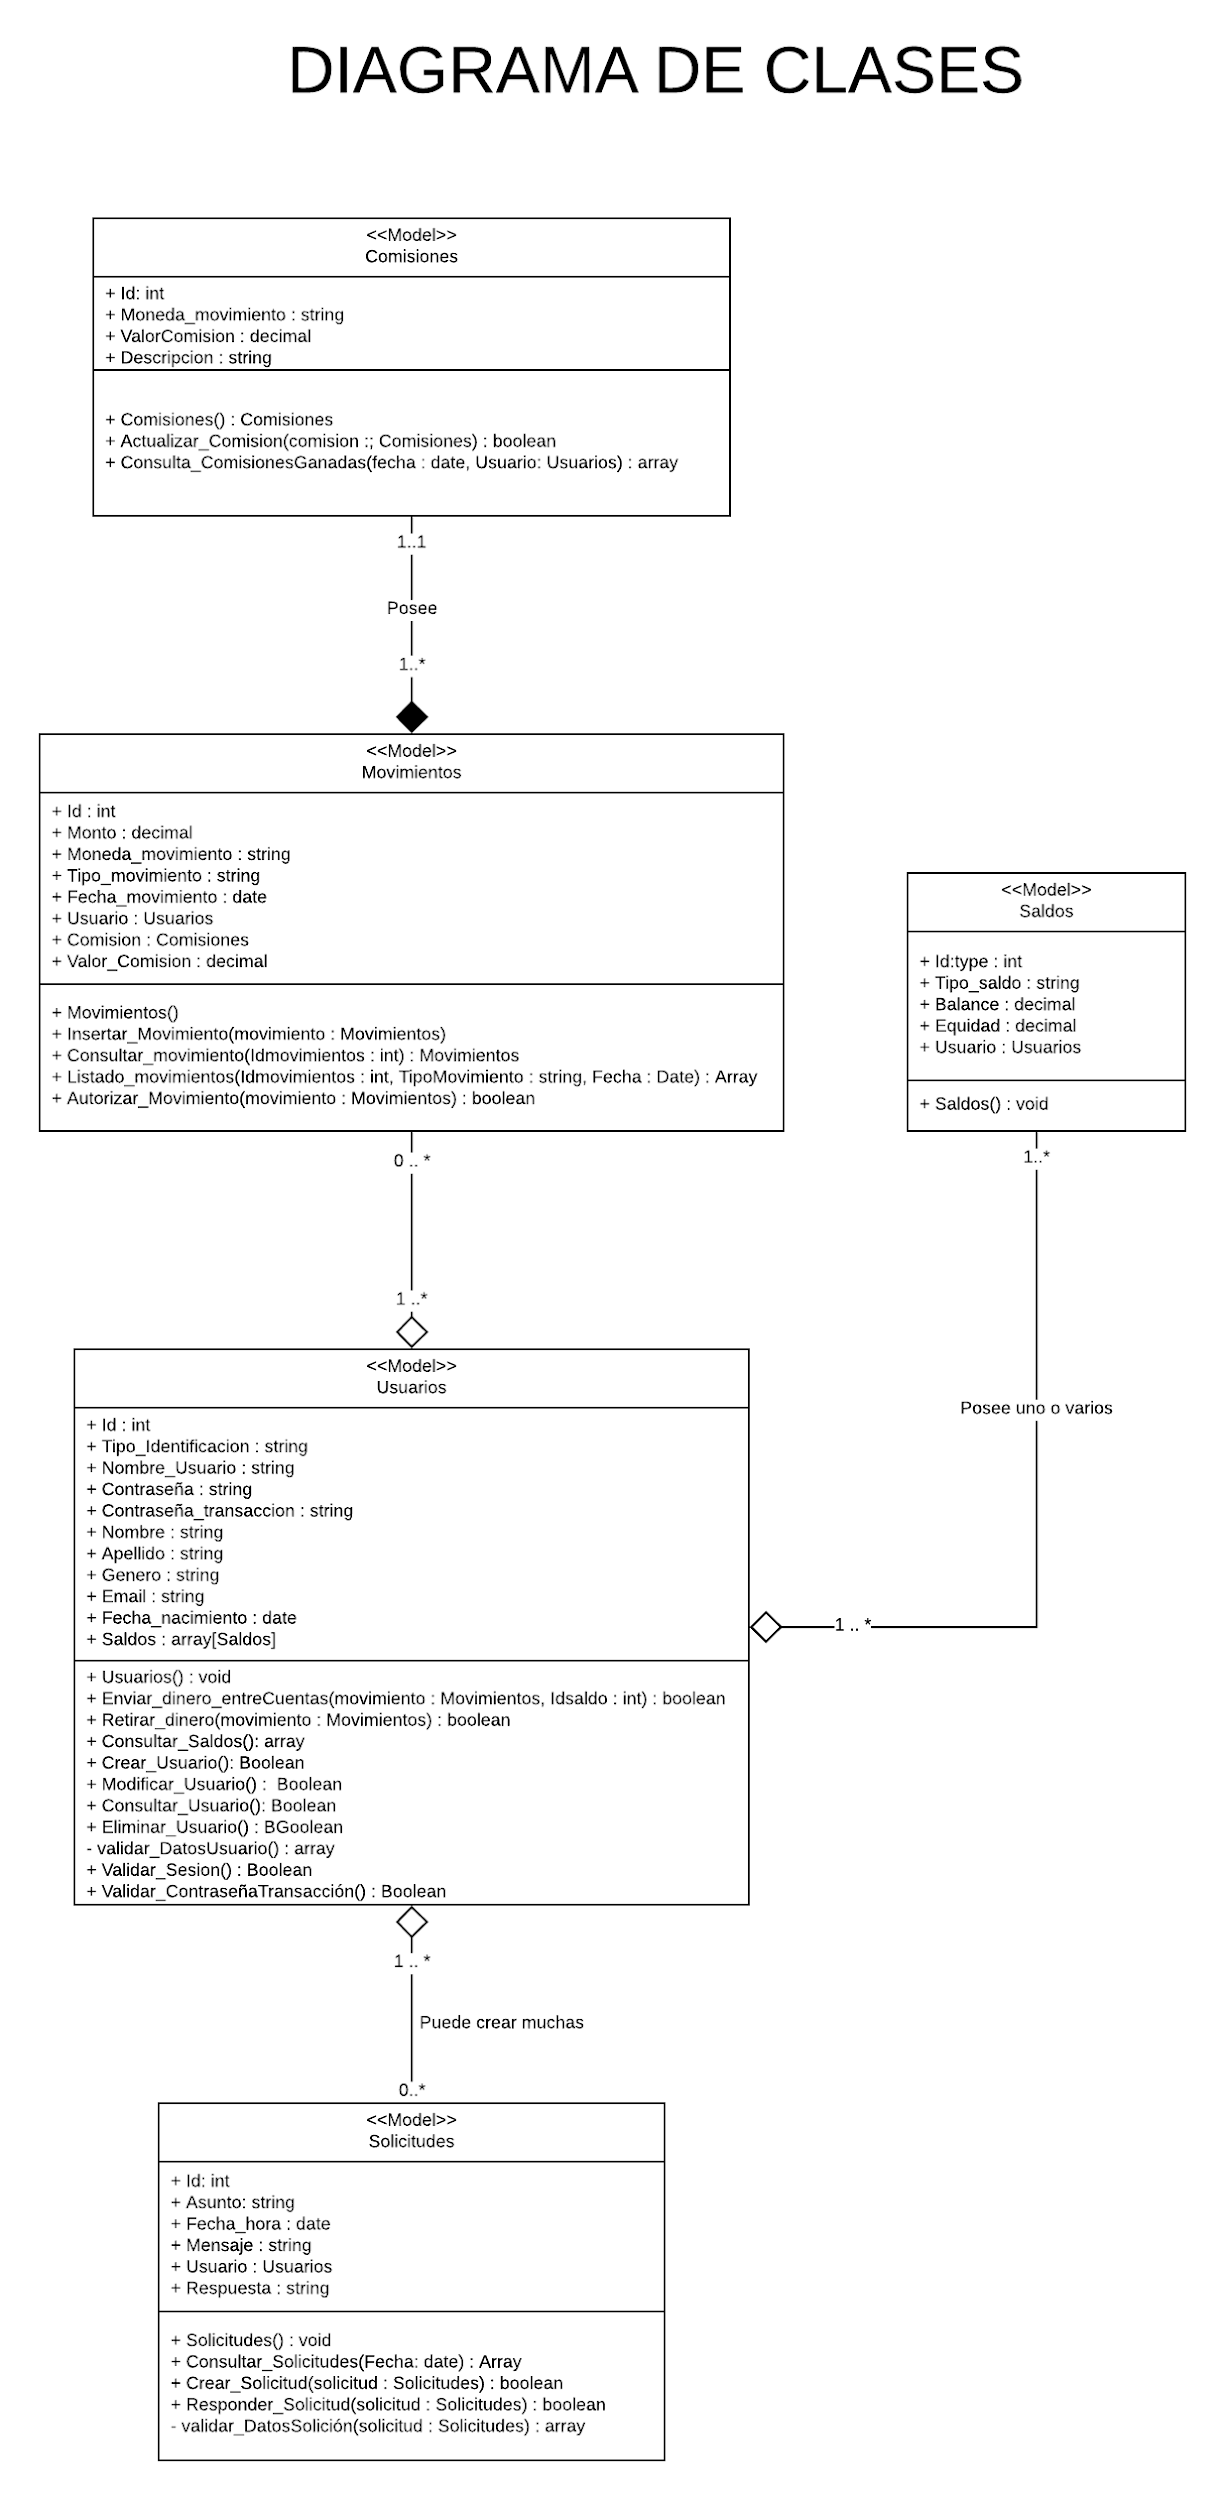 DIAGRAMA DE CLASES
<<Model>>
Comisiones
+ Id: int
+ Moneda_movimiento : string
+ ValorComision : decimal
+ Descripcion : string
+ Comisiones() : Comisiones
+ Actualizar_Comision(comision :; Comisiones) : boolean
+ Consulta_ComisionesGanadas(fecha : date, Usuario: Usuarios) : array
1..1
Posee
1..*
<<Model>>
Movimientos
+ Id : int
+ Monto : decimal
+ Moneda_movimiento : string
+ Tipo_movimiento : string
+ Fecha_movimiento : date
+ Usuario : Usuarios
+ Comision : Comisiones
+ Valor_Comision : decimal
+ Movimientos()
+ Insertar_Movimiento(movimiento : Movimientos)
+ Consultar_movimiento(Idmovimientos : int) : Movimientos
+ Listado_movimientos(Idmovimientos : int, TipoMovimiento : string, Fecha : Date) : Array
+ Autorizar_Movimiento(movimiento : Movimientos) : boolean
<<Model>>
Saldos
+ Id:type : int
+ Tipo_saldo : string
+ Balance : decimal
+ Equidad : decimal
+ Usuario : Usuarios
+ Saldos() : void
0 .. *
1 ..*
1..*
Posee uno o varios
1 .. *
<<Model>>
Usuarios
+ Id : int
+ Tipo_Identificacion : string
+ Nombre_Usuario : string
+ Contraseña : string
+ Contraseña_transaccion : string
+ Nombre : string
+ Apellido : string
+ Genero : string
+ Email : string
+ Fecha_nacimiento : date
+ Saldos : array[Saldos]
+ Usuarios() : void
+ Enviar_dinero_entreCuentas(movimiento : Movimientos, Idsaldo : int) : boolean
+ Retirar_dinero(movimiento : Movimientos) : boolean
+ Consultar_Saldos(): array
+ Crear_Usuario(): Boolean
+ Modificar_Usuario() :  Boolean
+ Consultar_Usuario(): Boolean
+ Eliminar_Usuario() : BGoolean
- validar_DatosUsuario() : array
+ Validar_Sesion() : Boolean
+ Validar_ContraseñaTransacción() : Boolean
1 .. *
Puede crear muchas
0..*
<<Model>>
Solicitudes
+ Id: int
+ Asunto: string
+ Fecha_hora : date
+ Mensaje : string
+ Usuario : Usuarios
+ Respuesta : string
+ Solicitudes() : void
+ Consultar_Solicitudes(Fecha: date) : Array
+ Crear_Solicitud(solicitud : Solicitudes) : boolean
+ Responder_Solicitud(solicitud : Solicitudes) : boolean
- validar_DatosSolición(solicitud : Solicitudes) : array